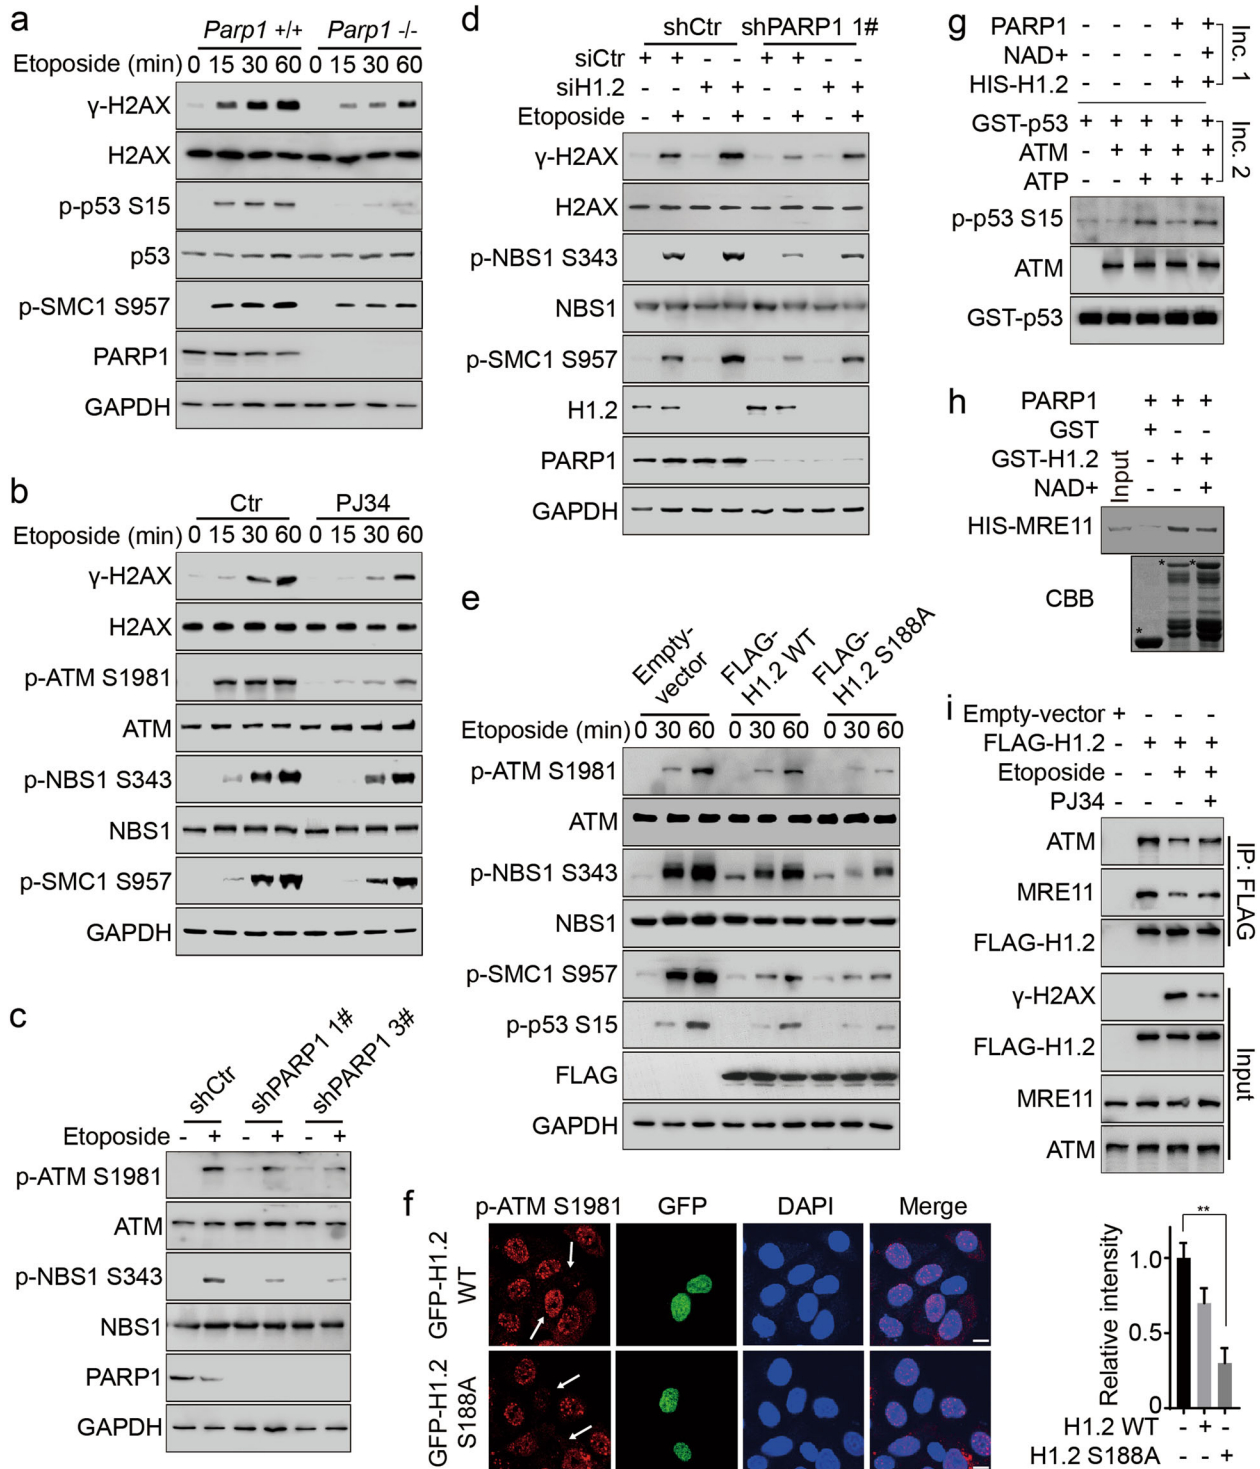 a
Parp1 +/+ Parp1 -/-
Etoposide (min) 0 15 30 60 0 15 30 60
γ-H2AX
H2AX
p-p53 S15
p53
p-SMC1 S957
PARP1
GAPDH
b
Ctr PJ34
Etoposide (min) 0 15 30 60 0 15 30 60
γ-H2AX
H2AX
p-ATM S1981
ATM
p-NBS1 S343
NBS1
p-SMC1 S957
GAPDH
c
shCtr shPARP1 1# shPARP1 3#
Etoposide - + - + - +
p-ATM S1981
ATM
p-NBS1 S343
NBS1
PARP1
GAPDH
d
shCtr shPARP1 1#
siCtr + + - - + + - -
siH1.2 - - + + - - + +
Etoposide - + - + - + - +
γ-H2AX
H2AX
p-NBS1 S343
NBS1
p-SMC1 S957
H1.2
PARP1
GAPDH
e
Empty-vector FLAG-H1.2 WT FLAG-H1.2 S188A
Etoposide (min) 0 30 60 0 30 60 0 30 60
p-ATM S1981
ATM
p-NBS1 S343
NBS1
p-SMC1 S957
p-p53 S15
FLAG
GAPDH
f
p-ATM S1981 GFP DAPI Merge
GFP-H1.2 WT
GFP-H1.2 S188A
**
Relative intensity
1.0
0.5
0
H1.2 WT - + -
H1.2 S188A - - +
g
PARP1 - - - + +
NAD+ - - - - +
HIS-H1.2 - - - + +
Inc. 1
GST-p53 + + + + +
ATM - + + + +
ATP - - + + +
Inc. 2
p-p53 S15
ATM
GST-p53
h
PARP1 + + +
GST + - -
GST-H1.2 - + +
NAD+ - - +
Input
HIS-MRE11
CBB
* * *
i
Empty-vector + - - -
FLAG-H1.2 - + + +
Etoposide - - + +
PJ34 - - - +
ATM
MRE11
FLAG-H1.2
IP: FLAG
γ-H2AX
FLAG-H1.2
MRE11
ATM
Input